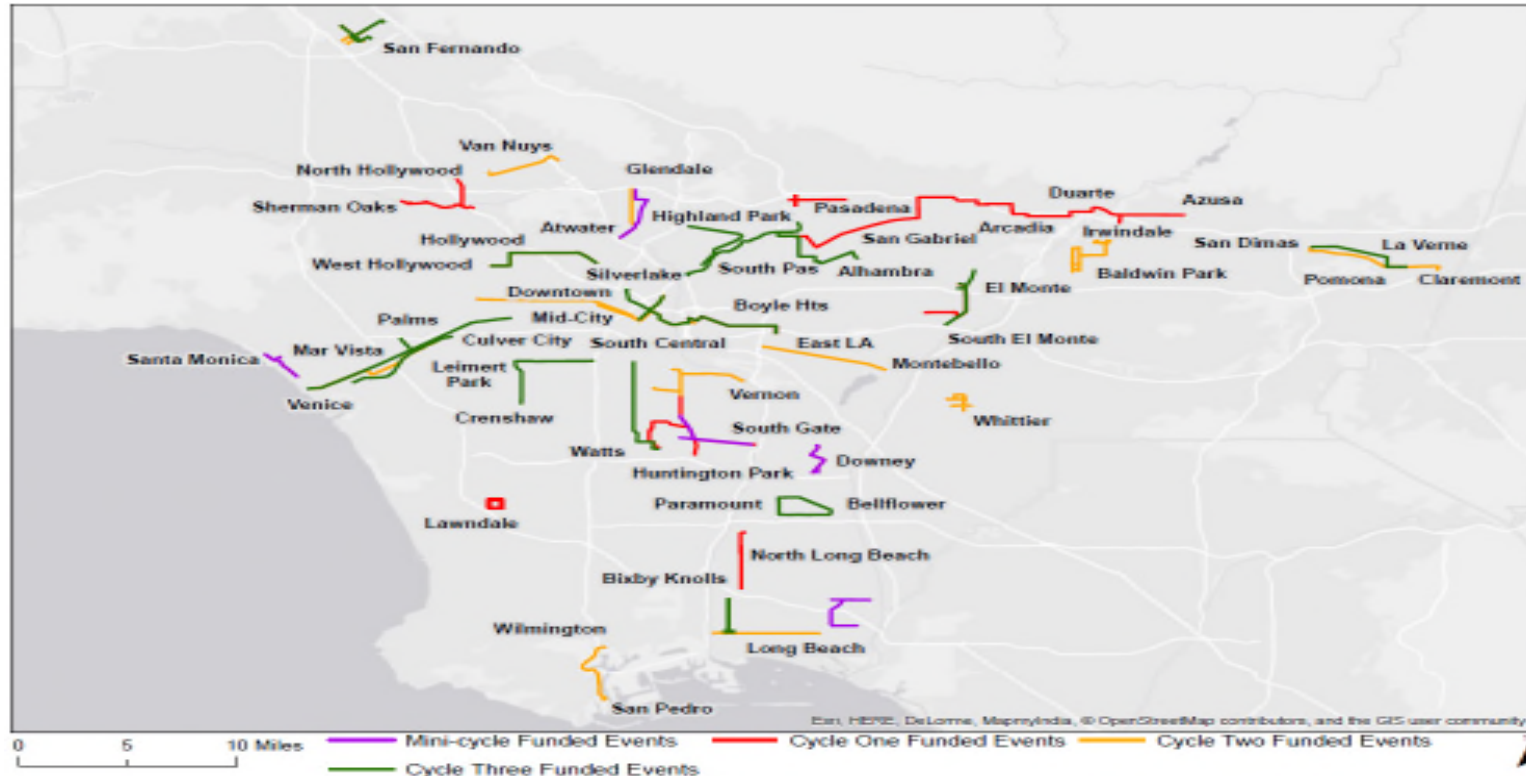 San Fernando
Van Nuys
North Hollywood
Glendale
Sherman Oaks
Pasadena
Duarte
Azusa
Highland Park
Atwater
Arcadia
Irwindale
San Gabriel
Hollywood
San Dimas
La Verne
West Hollywood
Silverlake
South Pas
Alhambra
Baldwin Park
Pomona
Claremont
El Monte
Downtown
Boyle Hts
Mid-City
Palms
Culver City
South Central
East LA
South El Monte
Mar Vista
Santa Monica
Leimert
Park
Montebello
Venice
Crenshaw
Vernon
Whittier
South Gate
Watts
Downey
Huntington Park
Paramount
Bellflower
Lawndale
North Long Beach
Bixby Knolls
Wilmington
Long Beach
San Pedro
Esri, HERE, DeLorme, MapmyIndia, © OpenStreetMap contributors, and the GIS user community
0 5 10 Miles
Mini-cycle Funded Events
Cycle One Funded Events
Cycle Two Funded Events
Cycle Three Funded Events